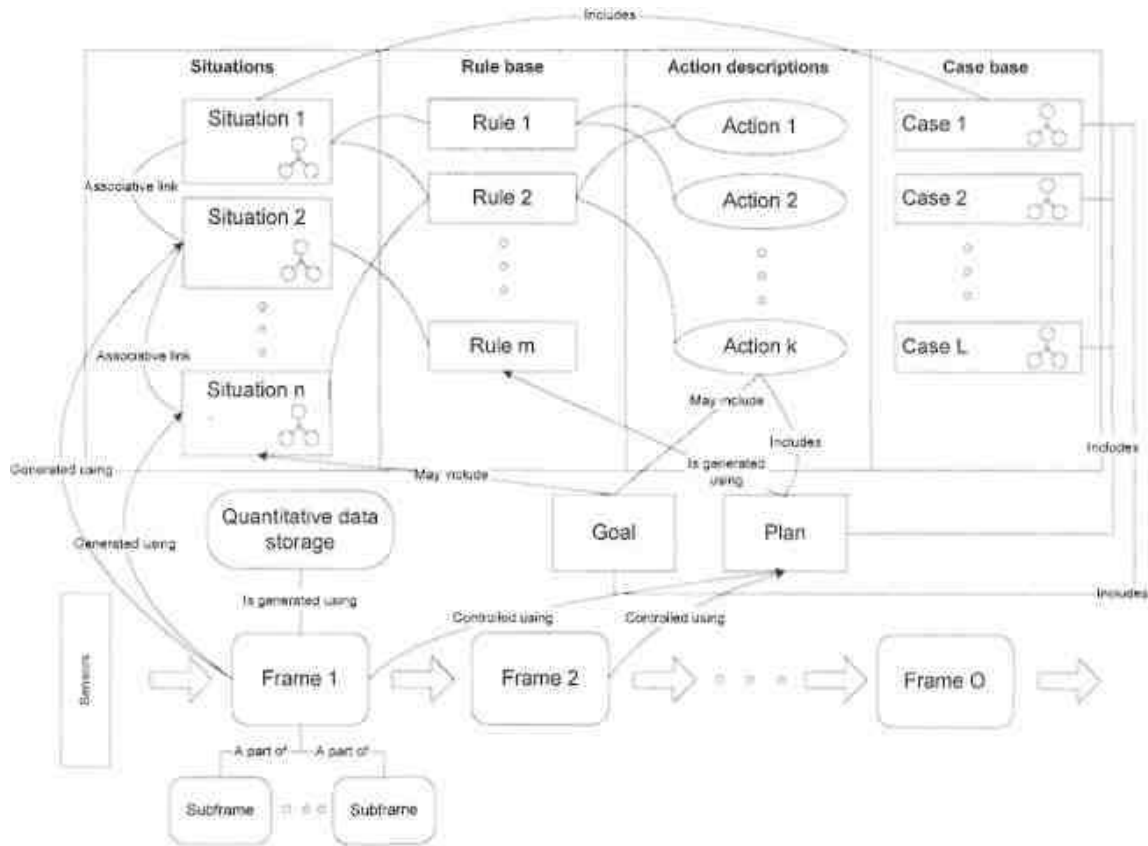 Includes
Situations
Rule base
Action descriptions
Case base
Situation 1
Rule 1
Action 1
Case 1
Associative link
Situation 2
Rule 2
Action 2
Case 2
Associative link
Rule m
Action k
Case L
Situation n
May include
Generated using
May include
Is generated
using
Includes
Includes
Quantitative data
storage
Goal
Plan
Generated using
Is generated using
Controlled using
Controlled using
Includes
Sensors
Frame 1
Frame 2
Frame O
A part of
A part of
Subframe
Subframe